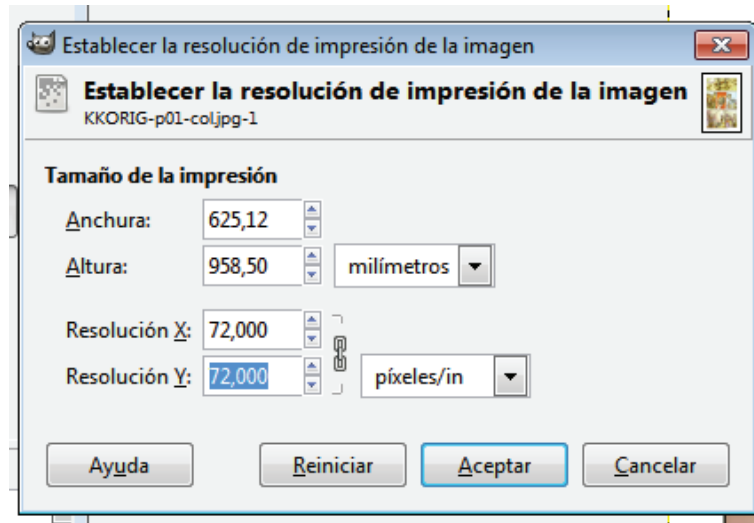 Establecer la resolución de impresión de la imagen
Establecer la resolución de impresión de la imagen
KKORIG-p01-col.jpg-1
Tamaño de la impresión
Anchura: 625,12
Altura: 958,50 milímetros
Resolución X: 72,000
Resolución Y: 72,000 píxeles/in
Ayuda Reiniciar Aceptar Cancelar